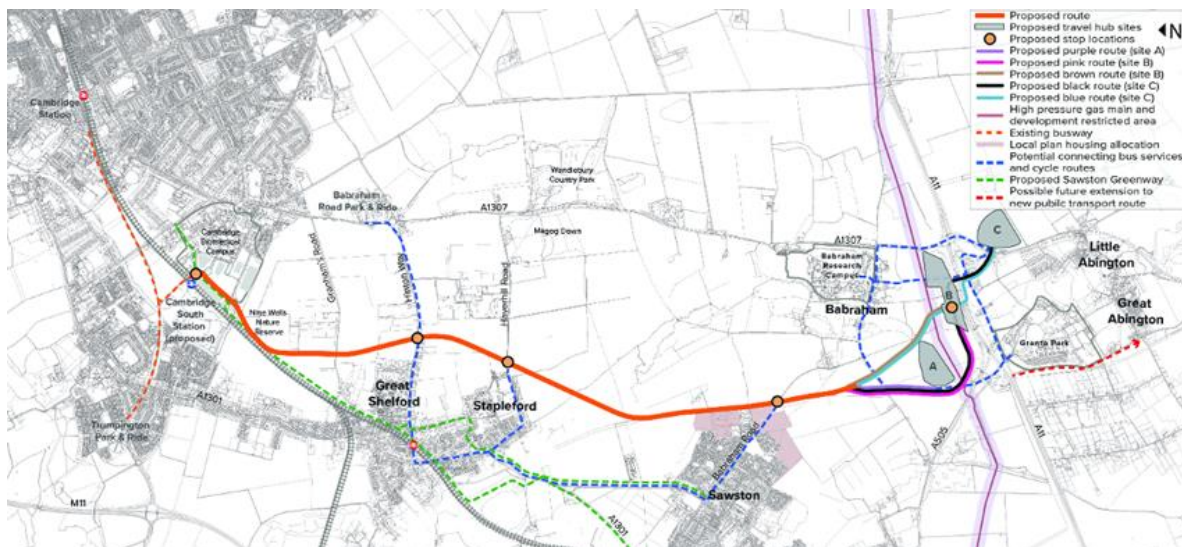 Proposed route
Proposed travel hub sites
Proposed stop locations
Proposed purple route (site A)
Proposed pink route (site B)
Proposed brown route (site B)
Proposed black route (site C)
Proposed blue route (site C)
High pressure gas main and
development restricted area
Existing busway
Local plan housing allocation
Potential connecting bus services
and cycle routes
Proposed Sawston Greenway
Possible future extension to
new public transport route
N
Cambridge
Station
Cambridge
Biomedical
Campus
Cambridge
South
Station
(proposed)
Nine Wells
Nature
Reserve
Trumpington
Park & Ride
A1301
M11
Babraham
Road Park & Ride
A1307
Granham's Road
Hinton Way
Haverhill Road
Wandlebury
Country Park
Magog Down
Great
Shelford
Stapleford
A1301
Babraham Road
Sawston
A1307
Babraham
Research
Campus
Babraham
A11
A
B
C
Little
Abington
Great
Abington
Granta Park
A505
A11